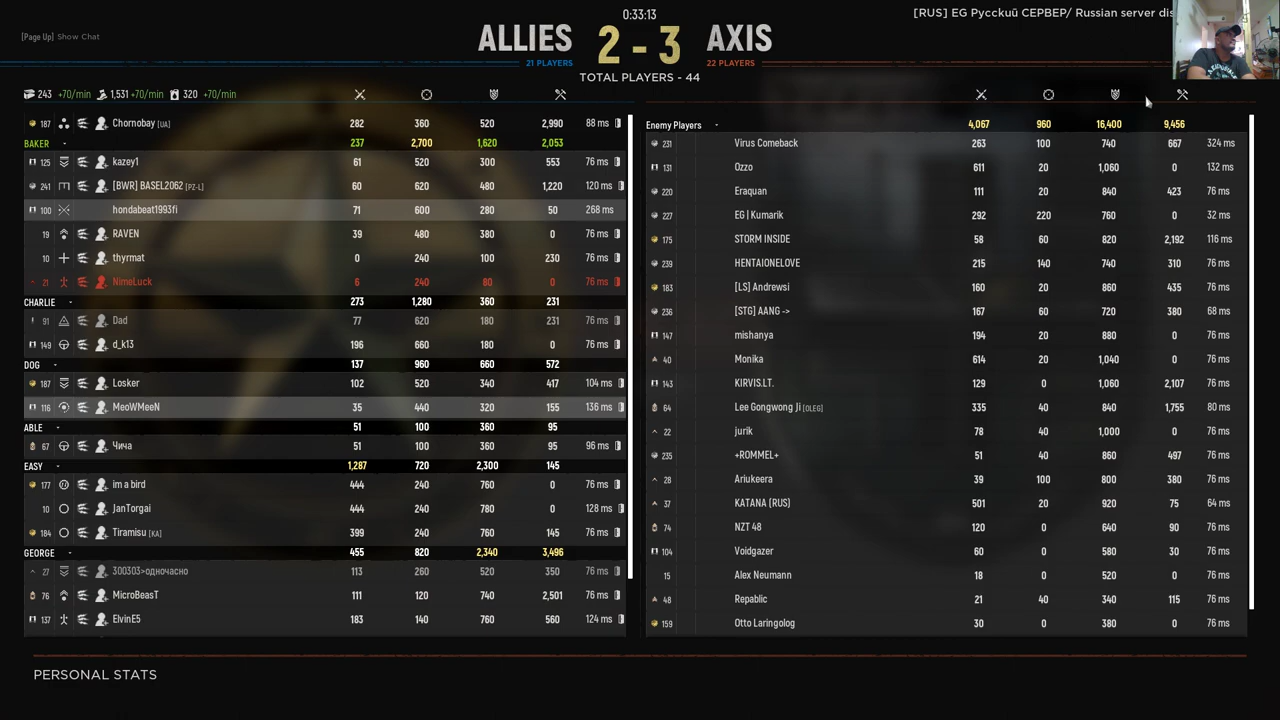 0:33:13
[RUS] EG Русский СЕРВЕР/ Russian server dis
[Page Up] Show Chat
ALLIES 2 - 3 AXIS
21 PLAYERS 22 PLAYERS
TOTAL PLAYERS - 44
243 +70/min 1,531 +70/min 320 +70/min
187 Chornobay [UA] 282 360 520 2,990 88 ms
BAKER 237 2,700 1,620 2,053
125 kazey1 61 520 300 553 76 ms
241 [BWR] BASEL2062 [PZ-L] 60 620 480 1,220 120 ms
100 hondabeat1993fi 71 600 280 50 268 ms
19 RAVEN 39 480 380 0 76 ms
10 thyrmat 0 240 100 230 76 ms
21 NimeLuck 6 240 80 0 76 ms
CHARLIE 273 1,280 360 231
91 Dad 77 620 180 231 76 ms
149 d_k13 196 660 180 0 76 ms
DOG 137 960 660 572
187 Losker 102 520 340 417 104 ms
116 MeoWMeeN 35 440 320 155 136 ms
ABLE 51 100 360 95
67 Чича 51 100 360 95 96 ms
EASY 1,287 720 2,300 145
177 im a bird 444 240 760 0 76 ms
10 JanTorgai 444 240 780 0 128 ms
184 Tiramisu [KA] 399 240 760 145 76 ms
GEORGE 455 820 2,340 3,496
27 300303>одночасно 113 260 520 350 76 ms
76 MicroBeasT 111 120 740 2,501 76 ms
137 ElvinE5 183 140 760 560 124 ms
Enemy Players 4,067 960 16,400 9,456
231 Virus Comeback 263 100 740 667 324 ms
131 Ozzo 611 20 1,060 0 132 ms
220 Eraquan 111 20 840 423 76 ms
227 EG | Kumarik 292 220 760 0 32 ms
175 STORM INSIDE 58 60 820 2,192 116 ms
239 HENTAIONELOVE 215 140 740 310 76 ms
183 [LS] Andrewsi 160 20 860 435 76 ms
236 [STG] AANG -> 167 60 720 380 68 ms
147 mishanya 194 20 880 0 76 ms
40 Monika 614 20 1,040 0 76 ms
143 KIRVIS.LT. 129 0 1,060 2,107 76 ms
64 Lee Gongwong Ji [OLEG] 335 40 840 1,755 80 ms
22 jurik 78 40 1,000 0 76 ms
235 +ROMMEL+ 51 40 860 497 76 ms
28 Ariukeera 39 100 800 380 76 ms
37 KATANA (RUS) 501 20 920 75 64 ms
74 NZT 48 120 0 640 90 76 ms
104 Voidgazer 60 0 580 30 76 ms
15 Alex Neumann 18 0 520 0 76 ms
48 Repablic 21 40 340 115 76 ms
159 Otto Laringolog 30 0 380 0 76 ms
PERSONAL STATS